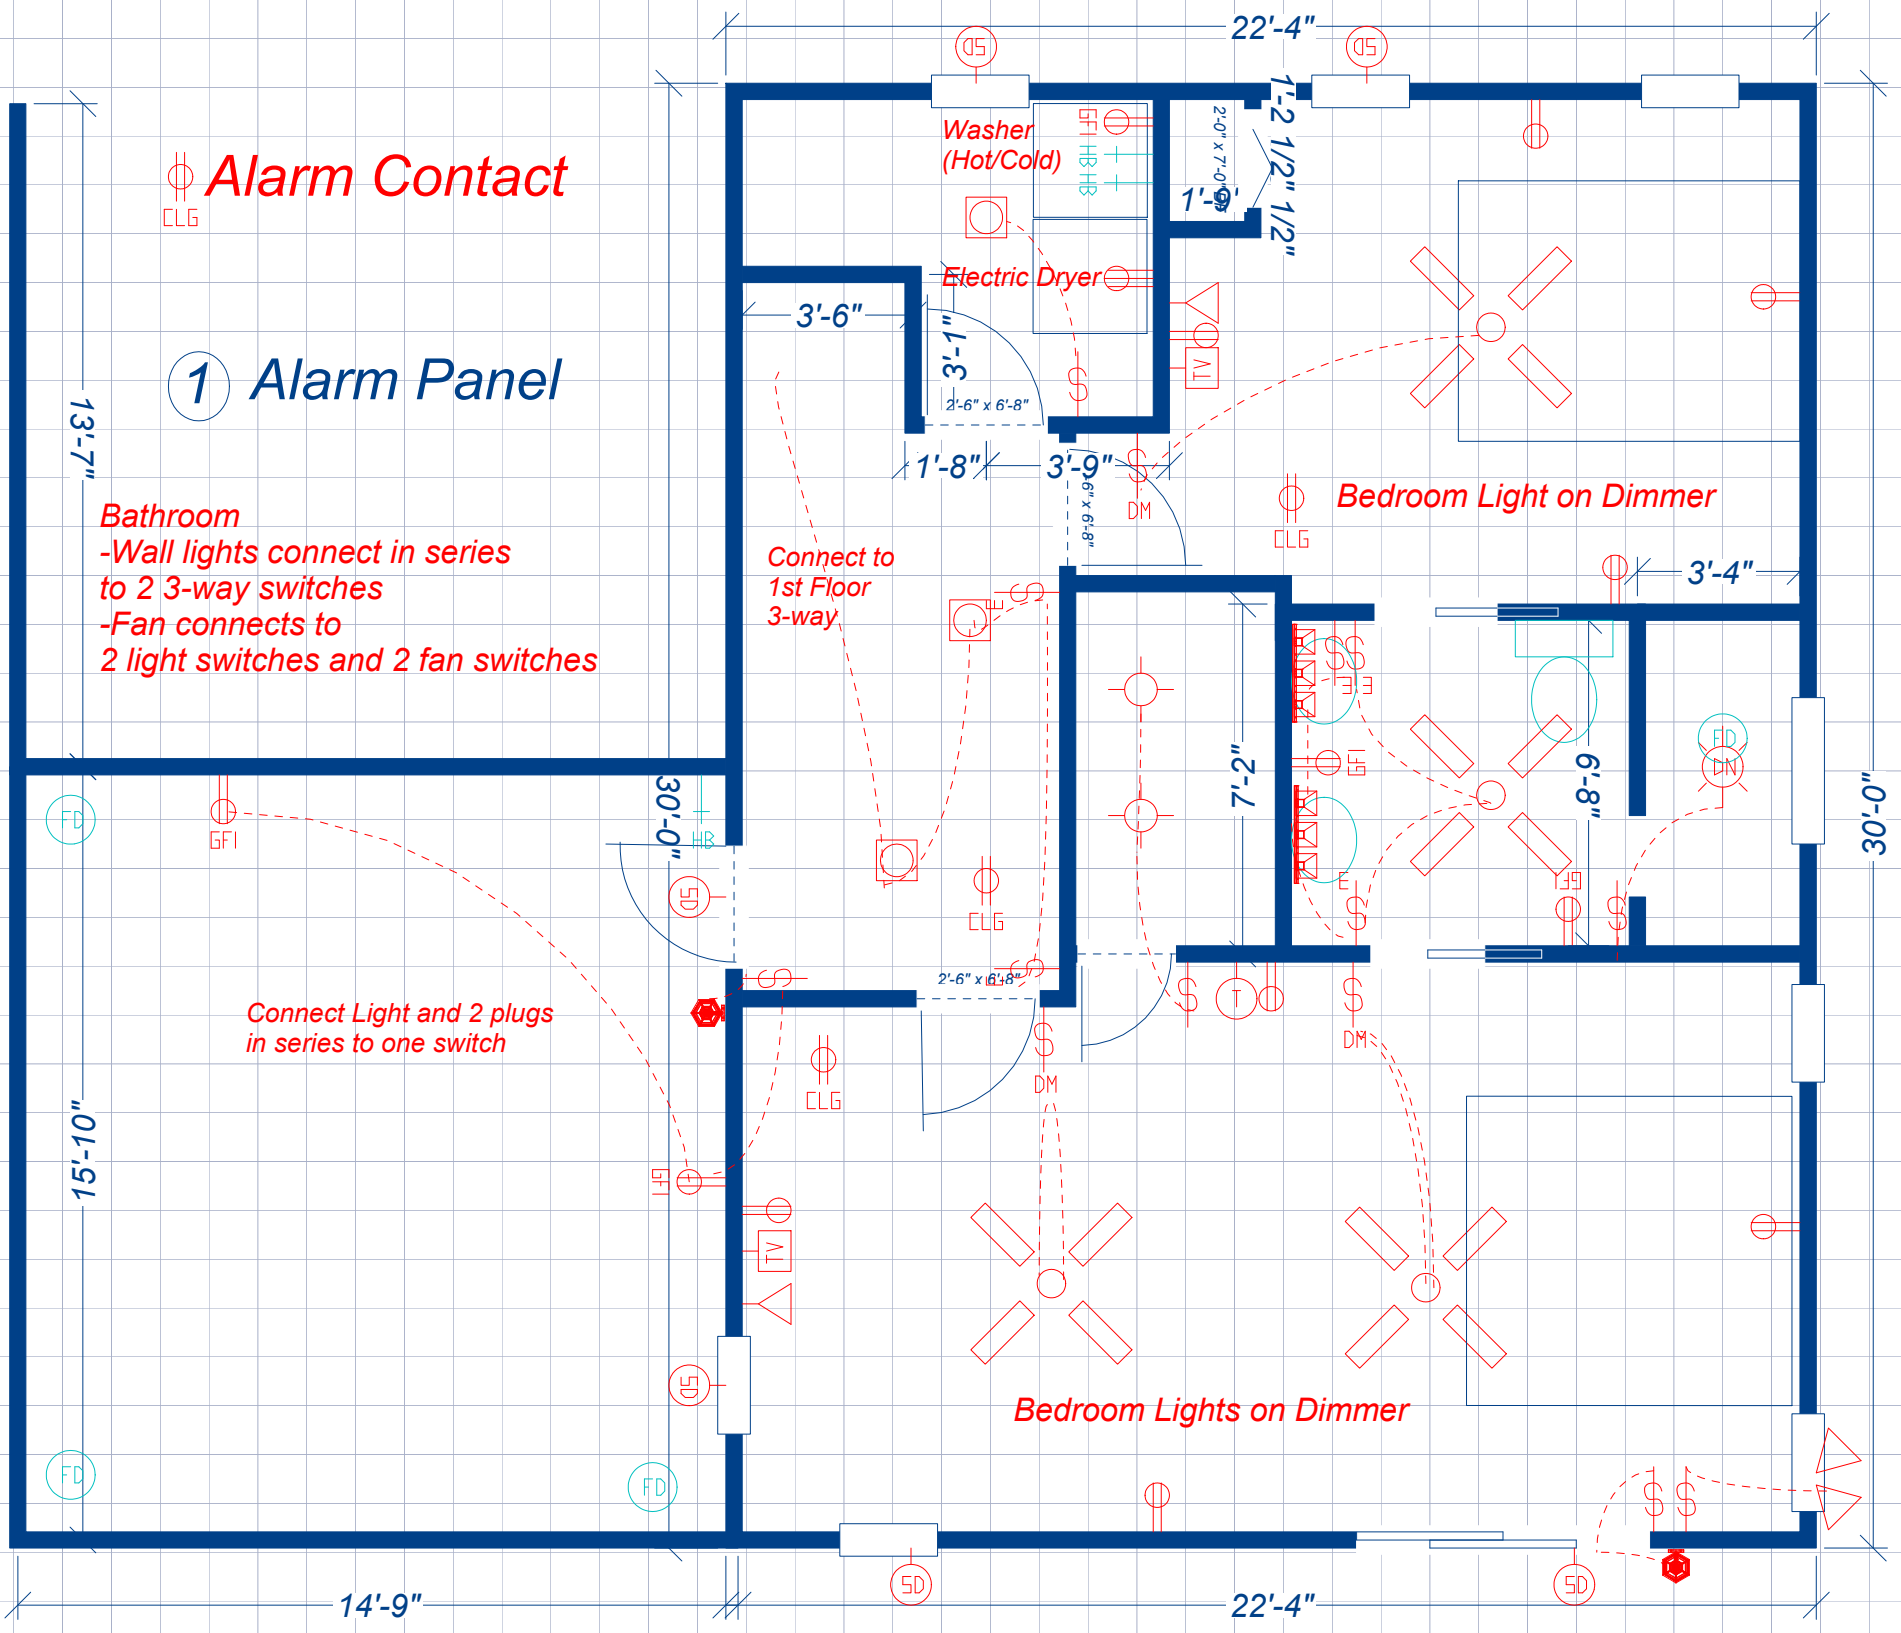 22'-4"
SD
SD
Alarm Contact
CLG
1 Alarm Panel
13'-7"
Bathroom
-Wall lights connect in series
to 2 3-way switches
-Fan connects to
2 light switches and 2 fan switches
Washer
(Hot/Cold)
GFI
HB
HB
Electric Dryer
3'-6"
3'-1"
2'-6" x 6'-8"
1'-8"
3'-9"
1'-9'
1'-2 1/2"
1/2"
TV
S
S
DM
CLG
Bedroom Light on Dimmer
3'-4"
Connect to
1st Floor
3-way
S
S
S
GFI
7'-2"
6'-8"
FD
30'-0"
30'-0"
FD
GFI
HB
SD
CLG
S
GFI
S
S
S
2'-6" x 6'-8"
S
T
S
DM
S
DM
CLG
Connect Light and 2 plugs
in series to one switch
15'-10"
GFI
TV
SD
Bedroom Lights on Dimmer
FD
FD
S
S
SD
SD
14'-9"
22'-4"